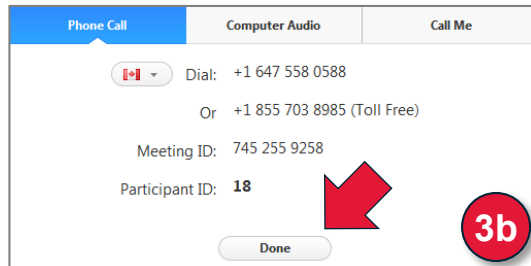 Phone Call Computer Audio Call Me
Dial: +1 647 558 0588
Or +1 855 703 8985 (Toll Free)
Meeting ID: 745 255 9258
Participant ID: 18
Done
3b